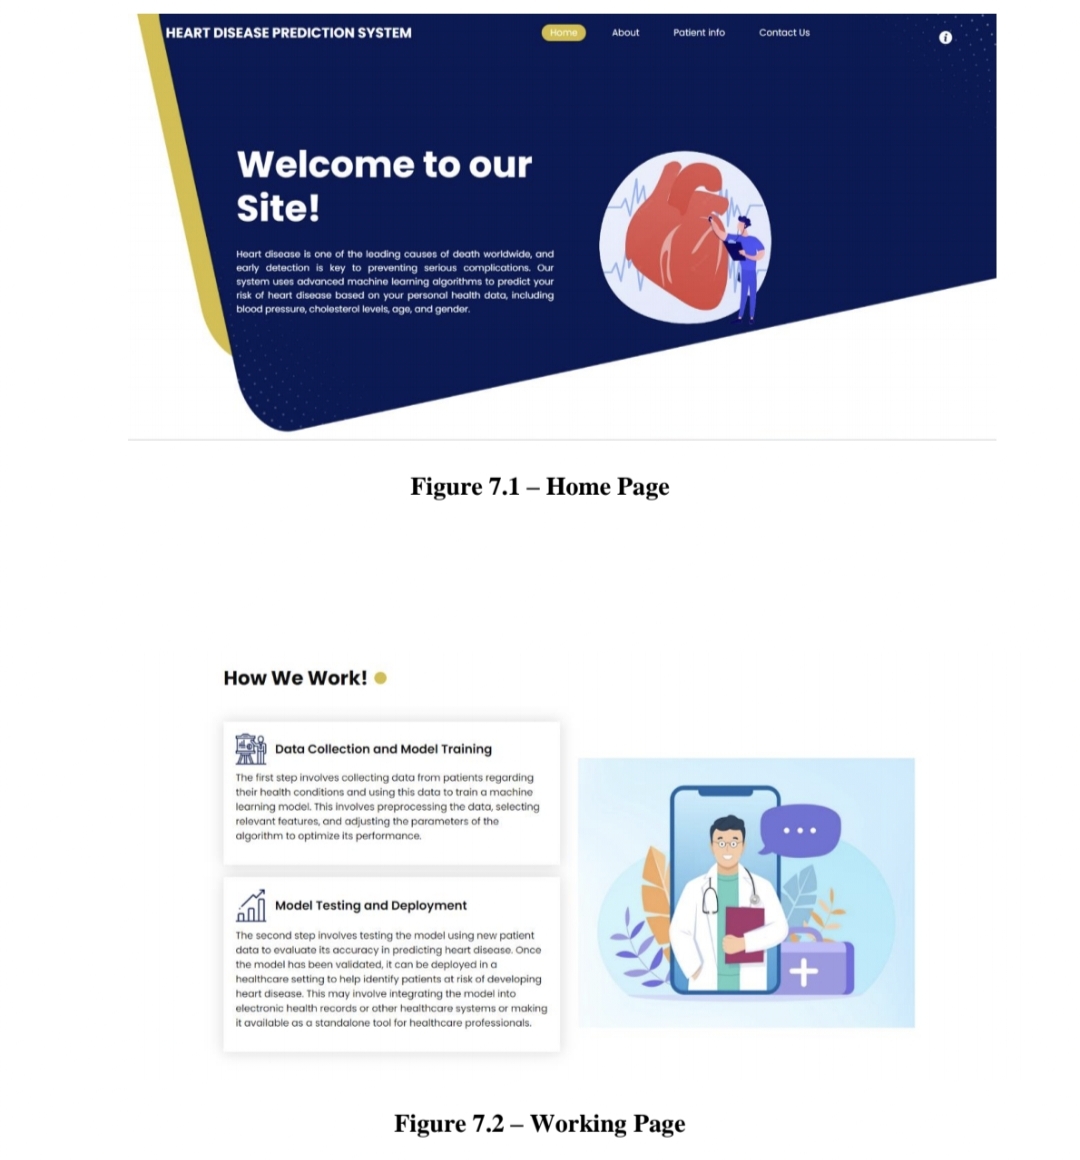 HEART DISEASE PREDICTION SYSTEM
Home About Patient info Contact Us
i
Welcome to our
Site!
Heart disease is one of the leading causes of death worldwide, and
early detection is key to preventing serious complications. Our
system uses advanced machine learning algorithms to predict your
risk of heart disease based on your personal health data, including
blood pressure, cholesterol levels, age, and gender.
Figure 7.1 – Home Page
How We Work!
Data Collection and Model Training
The first step involves collecting data from patients regarding
their health conditions and using this data to train a machine
learning model. This involves preprocessing the data, selecting
relevant features, and adjusting the parameters of the
algorithm to optimize its performance.
Model Testing and Deployment
The second step involves testing the model using new patient
data to evaluate its accuracy in predicting heart disease. Once
the model has been validated, it can be deployed in a
healthcare setting to help identify patients at risk of developing
heart disease. This may involve integrating the model into
electronic health records or other healthcare systems or making
it available as a standalone tool for healthcare professionals.
Figure 7.2 – Working Page